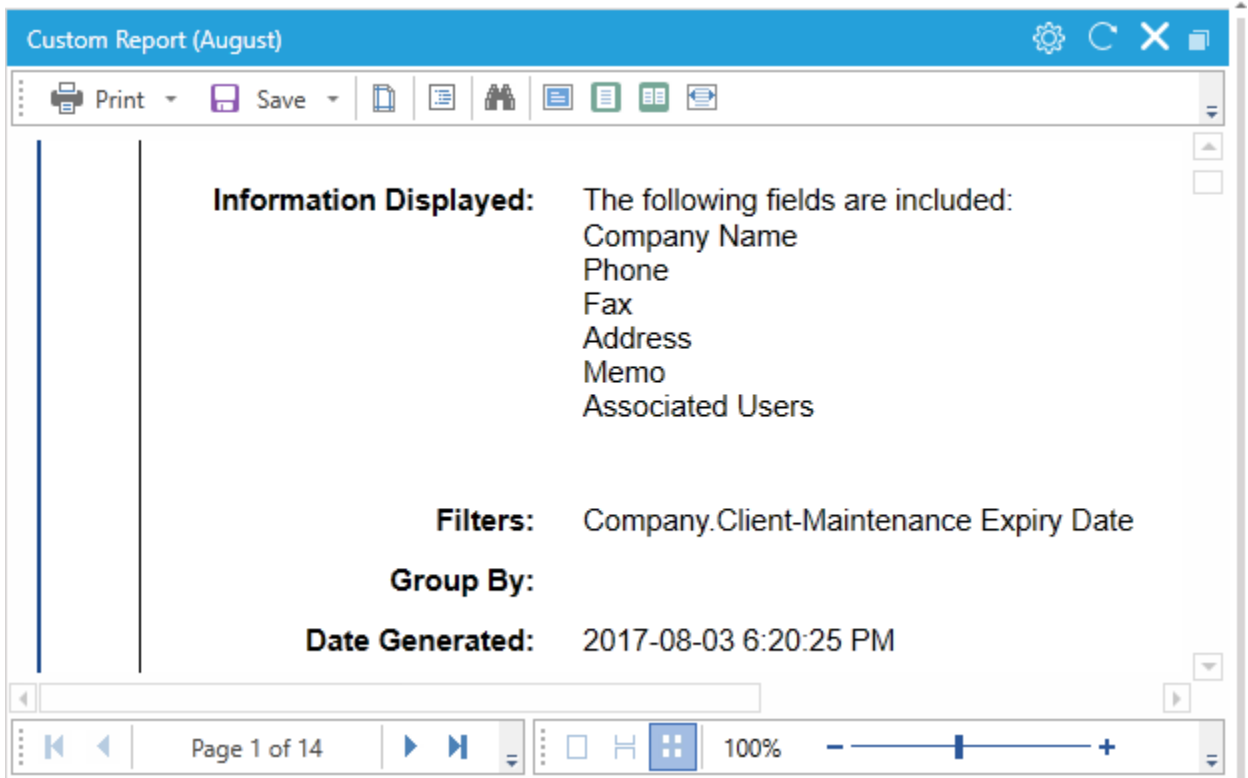 Custom Report (August)
Print Save
Information Displayed: The following fields are included:
Company Name
Phone
Fax
Address
Memo
Associated Users
Filters: Company.Client-Maintenance Expiry Date
Group By:
Date Generated: 2017-08-03 6:20:25 PM
Page 1 of 14 100%